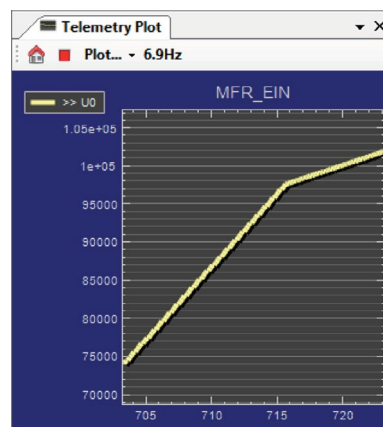 Telemetry Plot
Plot... 6.9Hz
>> U0
MFR_EIN
1.05e+05
1e+05
95000
90000
85000
80000
75000
70000
705 710 715 720